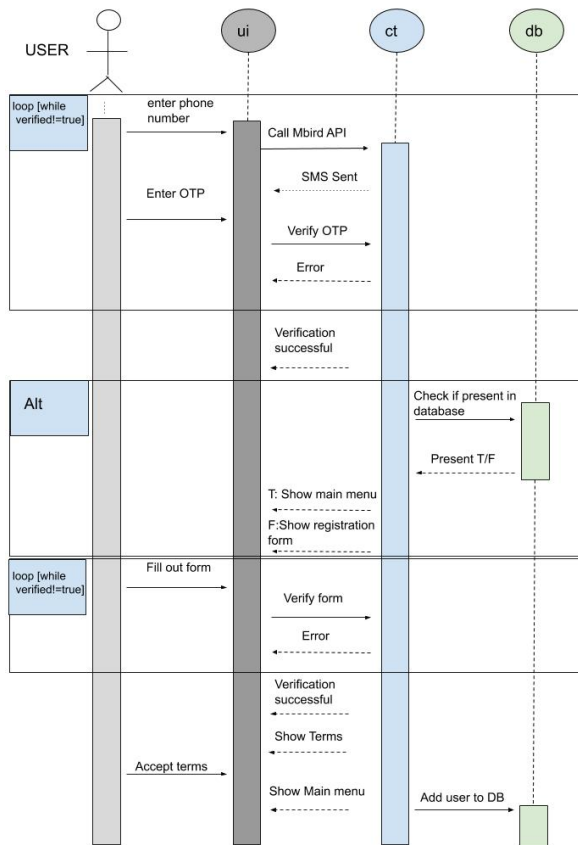 USER
ui
ct
db
loop [while
verified!=true]
enter phone
number
Call Mbird API
SMS Sent
Enter OTP
Verify OTP
Error
Verification
successful
Alt
Check if present in
database
Present T/F
T: Show main menu
F:Show registration
form
loop [while
verified!=true]
Fill out form
Verify form
Error
Verification
successful
Show Terms
Accept terms
Show Main menu
Add user to DB